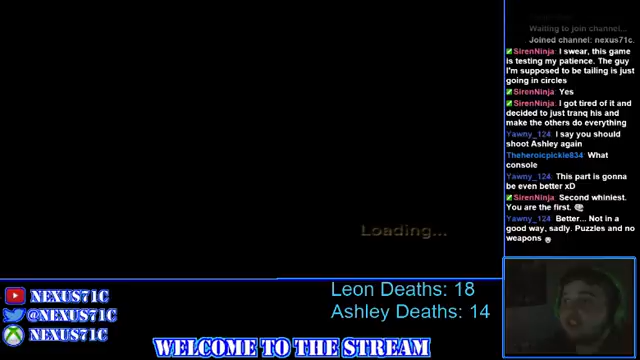 Waiting to join channel...
Joined channel: nexus71c.
SirenNinja: I swear, this game
is testing my patience. The guy
I'm supposed to be tailing is just
going in circles
SirenNinja: Yes
SirenNinja: I got tired of it and
decided to just tranq his and
make the others do everything
Yawny_124: I say you should
shoot Ashley again
Theheroicpickle834: What
console
Yawny_124: This part is gonna
be even better xD
SirenNinja: Second whiniest.
You are the first.
Yawny_124: Better... Not in a
good way, sadly. Puzzles and no
weapons
Loading...
NEXUS71C
@NEXUS71C
NEXUS71C
Leon Deaths: 18
Ashley Deaths: 14
WELCOME TO THE STREAM